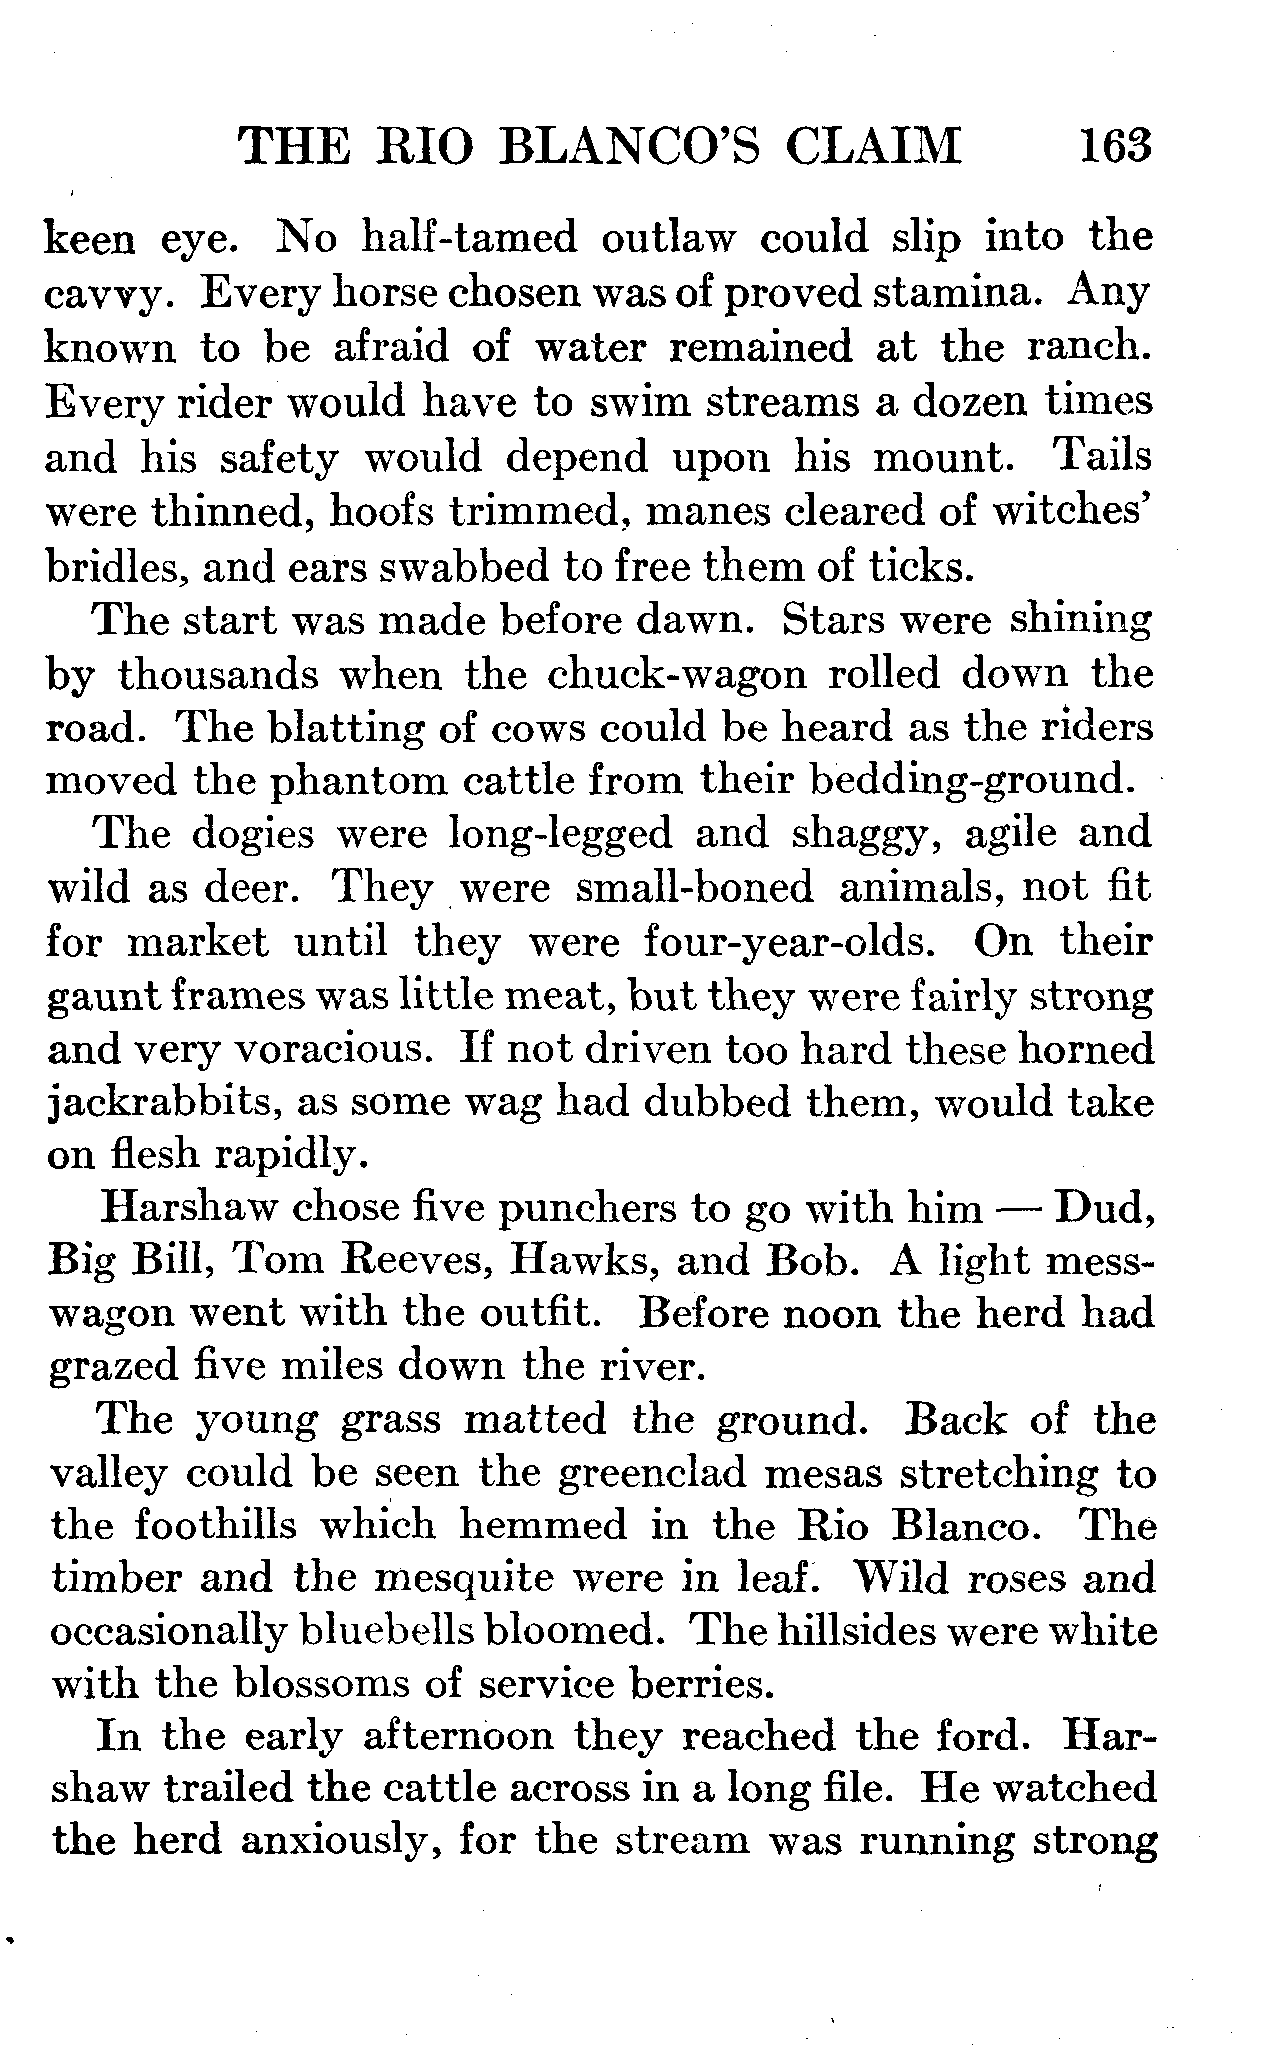 THE RIO BLANCO'S CLAIM 163
keen eye. No half-tamed outlaw could slip into the
cavvy. Every horse chosen was of proved stamina. Any
known to be afraid of water remained at the ranch.
Every rider would have to swim streams a dozen times
and his safety would depend upon his mount. Tails
were thinned, hoofs trimmed, manes cleared of witches'
bridles, and ears swabbed to free them of ticks.
The start was made before dawn. Stars were shining
by thousands when the chuck-wagon rolled down the
road. The blatting of cows could be heard as the riders
moved the phantom cattle from their bedding-ground.
The dogies were long-legged and shaggy, agile and
wild as deer. They were small-boned animals, not fit
for market until they were four-year-olds. On their
gaunt frames was little meat, but they were fairly strong
and very voracious. If not driven too hard these horned
jackrabbits, as some wag had dubbed them, would take
on flesh rapidly.
Harshaw chose five punchers to go with him — Dud,
Big Bill, Tom Reeves, Hawks, and Bob. A light mess-
wagon went with the outfit. Before noon the herd had
grazed five miles down the river.
The young grass matted the ground. Back of the
valley could be seen the greenclad mesas stretching to
the foothills which hemmed in the Rio Blanco. The
timber and the mesquite were in leaf. Wild roses and
occasionally bluebells bloomed. The hillsides were white
with the blossoms of service berries.
In the early afternoon they reached the ford. Har-
shaw trailed the cattle across in a long file. He watched
the herd anxiously, for the stream was running strong